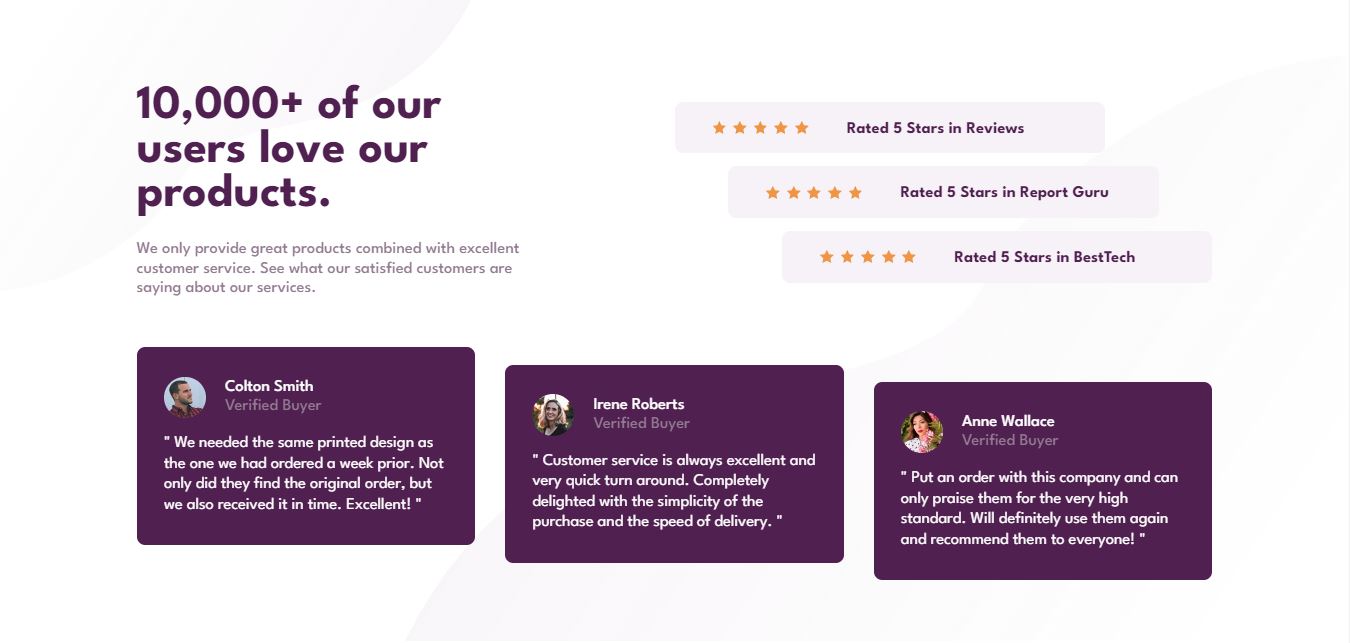 10,000+ of our
users love our
products.
We only provide great products combined with excellent
customer service. See what our satisfied customers are
saying about our services.
Rated 5 Stars in Reviews
Rated 5 Stars in Report Guru
Rated 5 Stars in BestTech
Colton Smith
Verified Buyer
" We needed the same printed design as
the one we had ordered a week prior. Not
only did they find the original order, but
we also received it in time. Excellent! "
Irene Roberts
Verified Buyer
" Customer service is always excellent and
very quick turn around. Completely
delighted with the simplicity of the
purchase and the speed of delivery. "
Anne Wallace
Verified Buyer
" Put an order with this company and can
only praise them for the very high
standard. Will definitely use them again
and recommend them to everyone! "